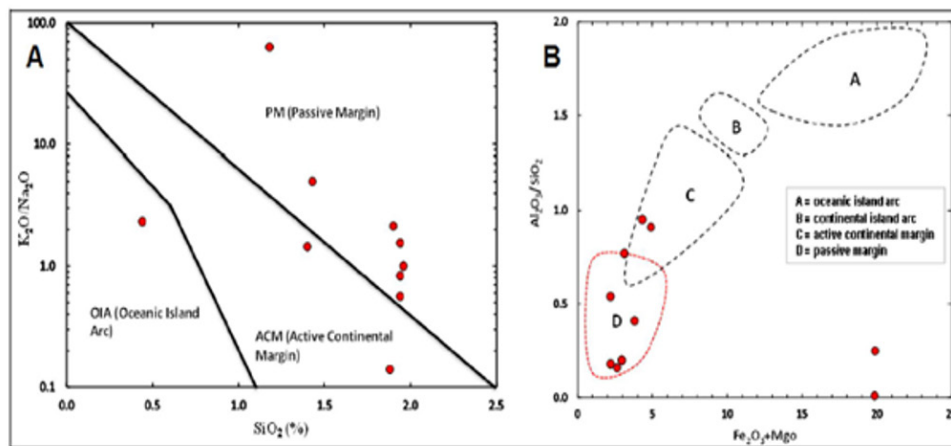 A
100.0
10.0
1.0
0.1
K₂O/Na₂O
PM (Passive Margin)
OIA (Oceanic Island
Arc)
ACM (Active Continental
Margin)
0.0 0.5 1.0 1.5 2.0 2.5
SiO₂ (%)
B
2.0
1.5
1.0
0.5
0.0
Al₂O₃/SiO₂
A
B
C
D
A = oceanic island arc
B = continental island arc
C = active continental margin
D = passive margin
0 5 10 15 20 25
Fe₂O₃+Mgo